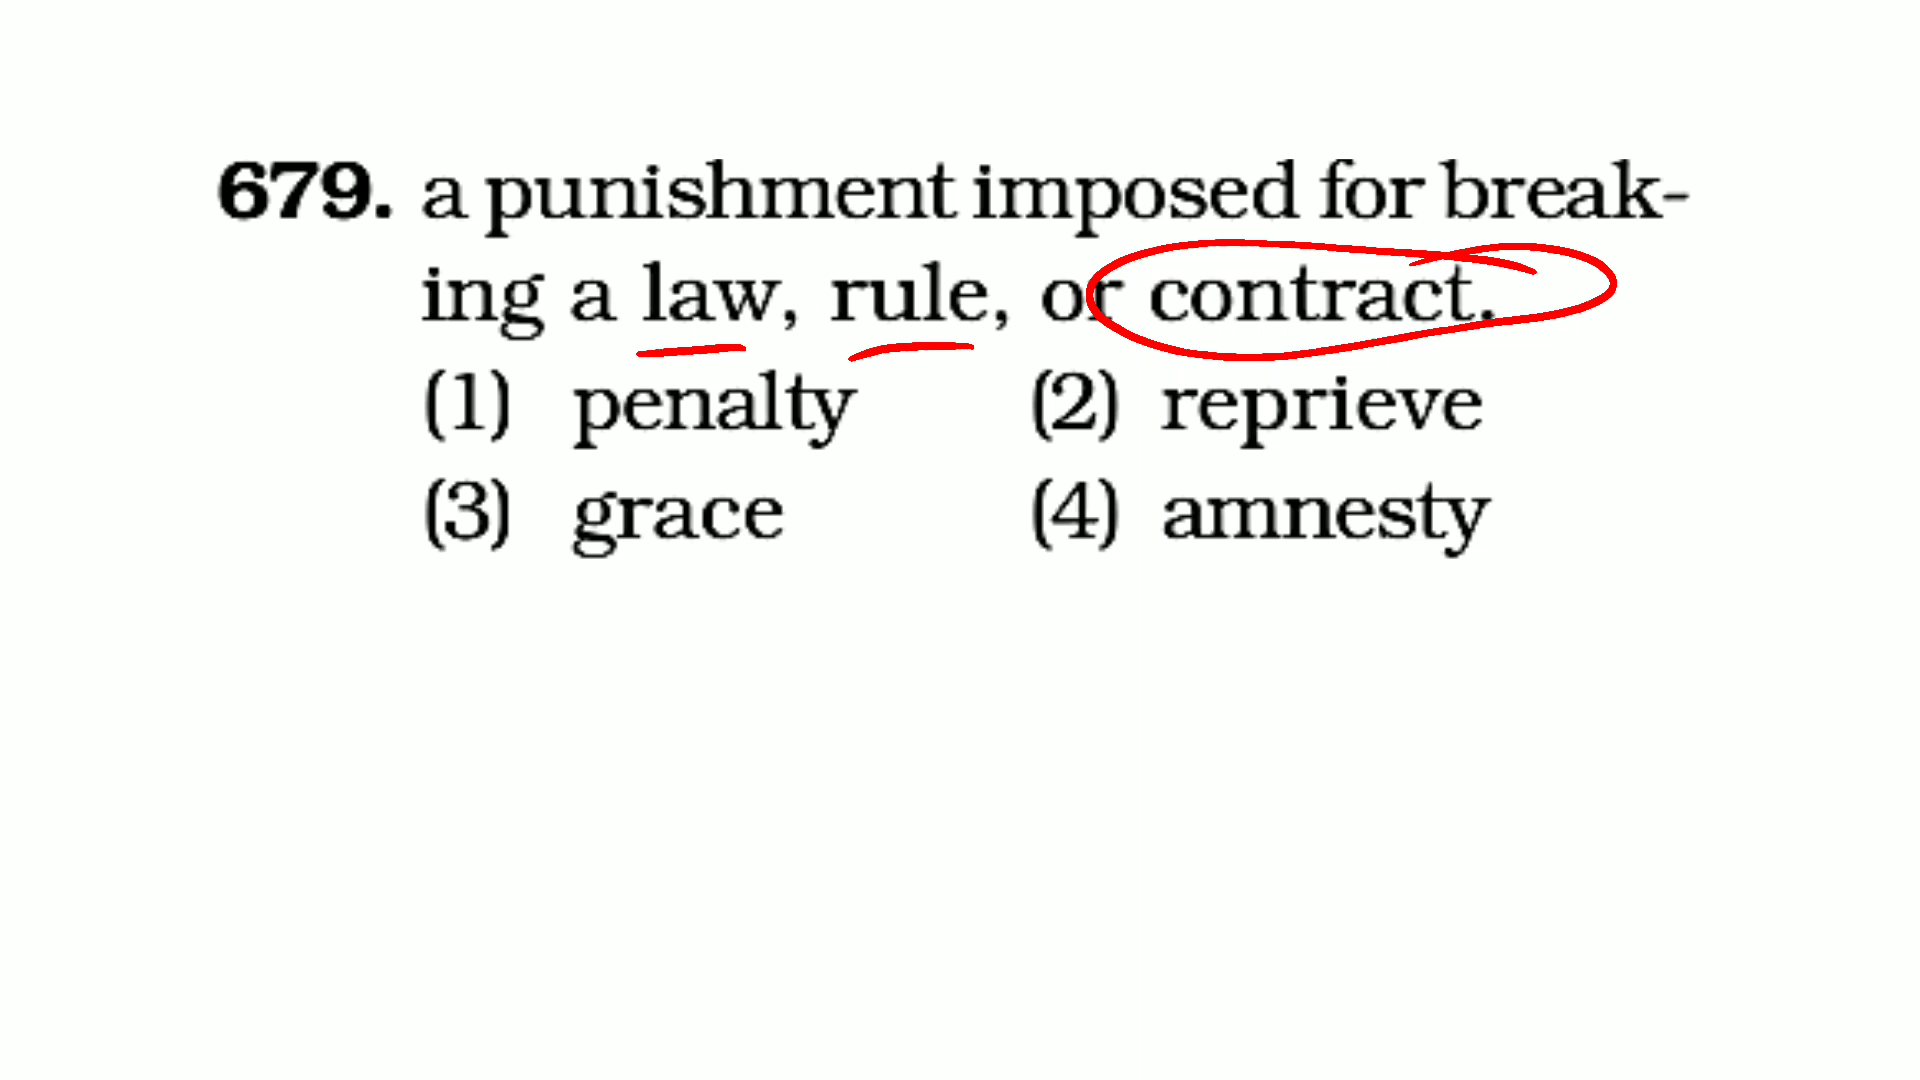 679. a punishment imposed for break-
ing a law, rule, or contract.
(1) penalty (2) reprieve
(3) grace (4) amnesty